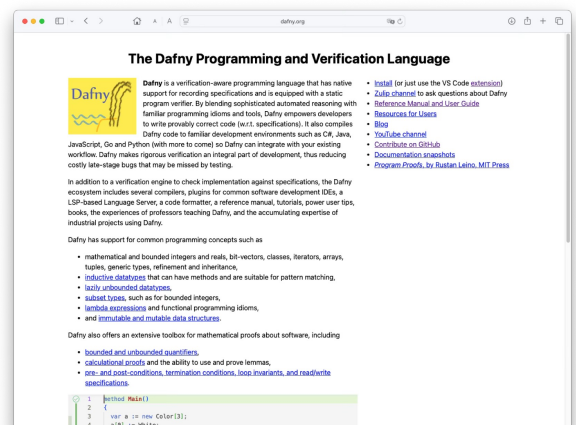 dafny.org
The Dafny Programming and Verification Language
Dafny
Dafny is a verification-aware programming language that has native
support for recording specifications and is equipped with a static
program verifier. By blending sophisticated automated reasoning with
familiar programming idioms and tools, Dafny empowers developers
to write provably correct code (w.r.t. specifications). It also compiles
Dafny code to familiar development environments such as C#, Java,
JavaScript, Go and Python (with more to come) so Dafny can integrate with your existing
workflow. Dafny makes rigorous verification an integral part of development, thus reducing
costly late-stage bugs that may be missed by testing.
In addition to a verification engine to check implementation against specifications, the Dafny
ecosystem includes several compilers, plugins for common software development IDEs, a
LSP-based Language Server, a code formatter, a reference manual, tutorials, power user tips,
books, the experiences of professors teaching Dafny, and the accumulating expertise of
industrial projects using Dafny.
Dafny has support for common programming concepts such as
• mathematical and bounded integers and reals, bit-vectors, classes, iterators, arrays,
tuples, generic types, refinement and inheritance,
• inductive datatypes that can have methods and are suitable for pattern matching,
• lazily unbounded datatypes,
• subset types, such as for bounded integers,
• lambda expressions and functional programming idioms,
• and immutable and mutable data structures.
Dafny also offers an extensive toolbox for mathematical proofs about software, including
• bounded and unbounded quantifiers,
• calculational proofs and the ability to use and prove lemmas,
• pre- and post-conditions, termination conditions, loop invariants, and read/write
specifications.
1 method Main()
2 {
3 var a := new Color[3];
4 a[0] := White;
• Install (or just use the VS Code extension)
• Zulip channel to ask questions about Dafny
• Reference Manual and User Guide
• Resources for Users
• Blog
• YouTube channel
• Contribute on GitHub
• Documentation snapshots
• Program Proofs, by Rustan Leino, MIT Press